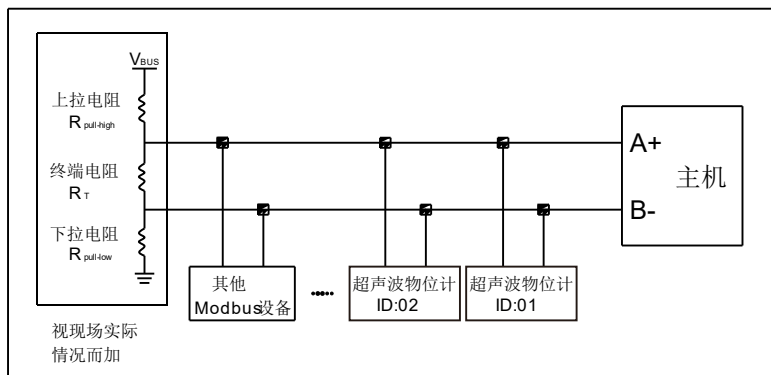 VBUS
上拉电阻
R pull-high
终端电阻
R T
下拉电阻
R pull-low
视现场实际
情况而加
A+
主机
B-
其他
Modbus设备
.....
超声波物位计
ID:02
超声波物位计
ID:01